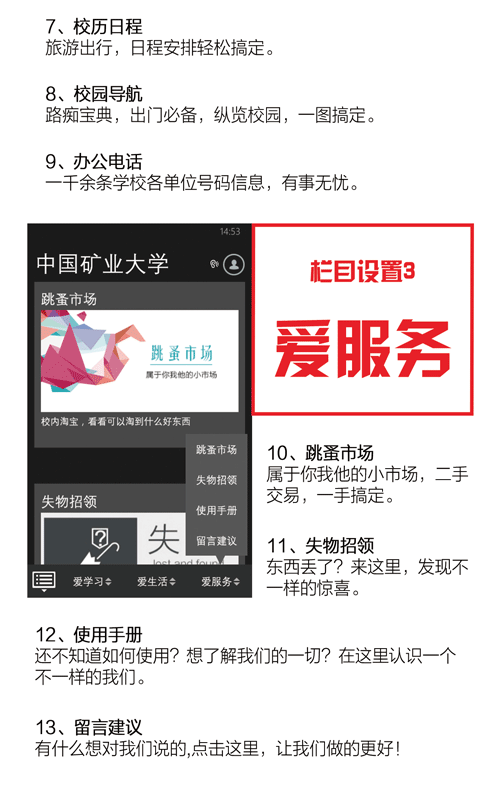 7、校历日程
旅游出行，日程安排轻松搞定。
8、校园导航
路痴宝典，出门必备，纵览校园，一图搞定。
9、办公电话
一千余条学校各单位号码信息，有事无忧。
14:53
中国矿业大学
跳蚤市场
跳蚤市场
属于你我他的小市场
校内淘宝，看看可以淘到什么好东西
跳蚤市场
失物招领
使用手册
留言建议
失物招领
失
lost and found
爱学习
爱生活
爱服务
栏目设置3
爱服务
10、跳蚤市场
属于你我他的小市场，二手
交易，一手搞定。
11、失物招领
东西丢了？来这里，发现不
一样的惊喜。
12、使用手册
还不知道如何使用？想了解我们的一切？在这里认识一个
不一样的我们。
13、留言建议
有什么想对我们说的,点击这里，让我们做的更好！